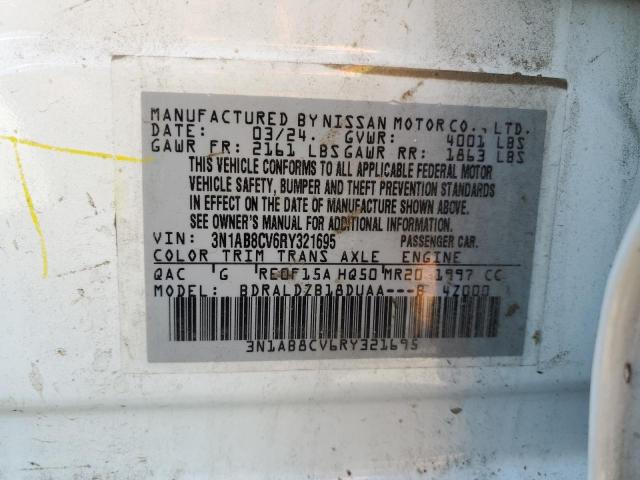 MANUFACTURED BY NISSAN MOTOR CO., LTD.
DATE: 03/24. GVWR: 4001 LBS
GAWR FR: 2161 LBS GAWR RR: 1863 LBS
THIS VEHICLE CONFORMS TO ALL APPLICABLE FEDERAL MOTOR
VEHICLE SAFETY, BUMPER AND THEFT PREVENTION STANDARDS
IN EFFECT ON THE DATE OF MANUFACTURE SHOWN ABOVE.
SEE OWNER'S MANUAL FOR ADDITIONAL INFORMATION.
VIN: 3N1AB8CV6RY321695 PASSENGER CAR.
COLOR TRIM TRANS AXLE ENGINE
QAC G RE0F15A HQ50 MR20 1997 CC
MODEL: BDRALDZB18DUAA---B 4Z000
3N1AB8CV6RY321695